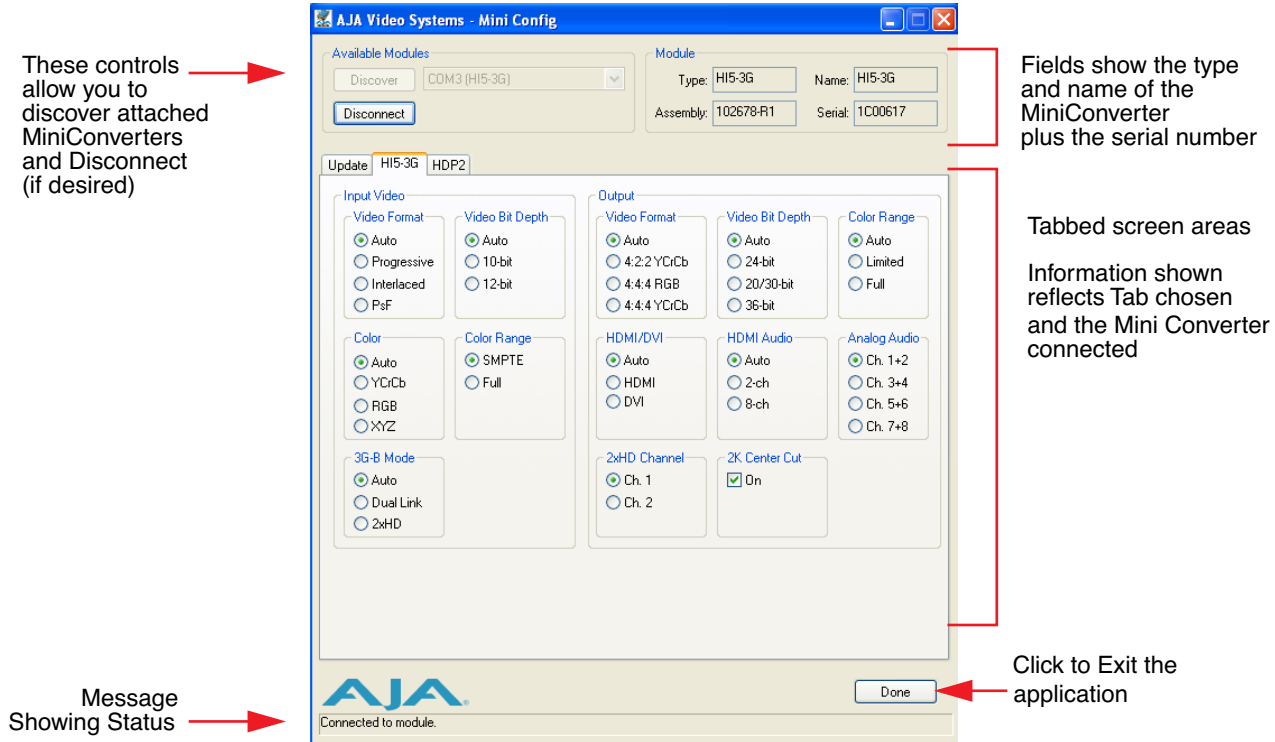 AJA Video Systems - Mini Config
These controls
allow you to
discover attached
MiniConverters
and Disconnect
(if desired)
Available Modules
Discover
COM3 (HI5-3G)
Disconnect
Module
Type: HI5-3G
Name: HI5-3G
Assembly: 102678-R1
Serial: 1C00617
Fields show the type
and name of the
MiniConverter
plus the serial number
Update
HI5-3G
HDP2
Input Video
Video Format
Auto
Progressive
Interlaced
PsF
Video Bit Depth
Auto
10-bit
12-bit
Color
Auto
YCrCb
RGB
XYZ
Color Range
SMPTE
Full
3G-B Mode
Auto
Dual Link
2xHD
Output
Video Format
Auto
4:2:2 YCrCb
4:4:4 RGB
4:4:4 YCrCb
Video Bit Depth
Auto
24-bit
20/30-bit
36-bit
Color Range
Auto
Limited
Full
HDMI/DVI
Auto
HDMI
DVI
HDMI Audio
Auto
2-ch
8-ch
Analog Audio
Ch. 1+2
Ch. 3+4
Ch. 5+6
Ch. 7+8
2xHD Channel
Ch. 1
Ch. 2
2K Center Cut
On
Tabbed screen areas
Information shown
reflects Tab chosen
and the Mini Converter
connected
AJA
Done
Click to Exit the
application
Message
Showing Status
Connected to module.